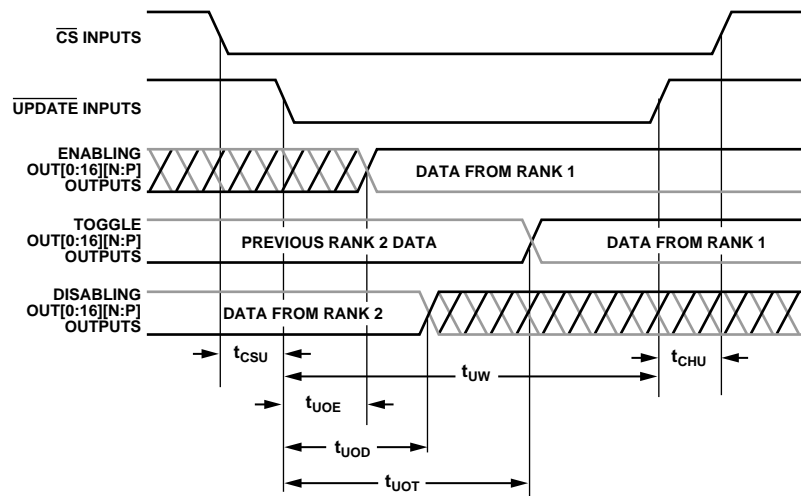 CS INPUTS
UPDATE INPUTS
ENABLING
OUT[0:16][N:P]
OUTPUTS
DATA FROM RANK 1
TOGGLE
OUT[0:16][N:P]
OUTPUTS
PREVIOUS RANK 2 DATA
DATA FROM RANK 1
DISABLING
OUT[0:16][N:P]
OUTPUTS
DATA FROM RANK 2
tCSU
tCHU
tUW
tUOE
tUOD
tUOT